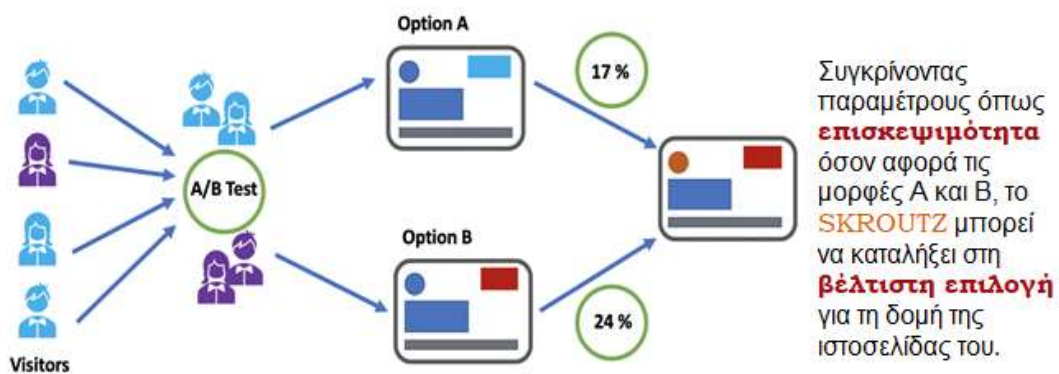 Option A
17 %
A/B Test
Option B
24 %
Visitors
Συγκρίνοντας
παραμέτρους όπως
επισκεψιμότητα
όσον αφορά τις
μορφές Α και Β, το
SKROUTZ μπορεί
να καταλήξει στη
βέλτιστη επιλογή
για τη δομή της
ιστοσελίδας του.